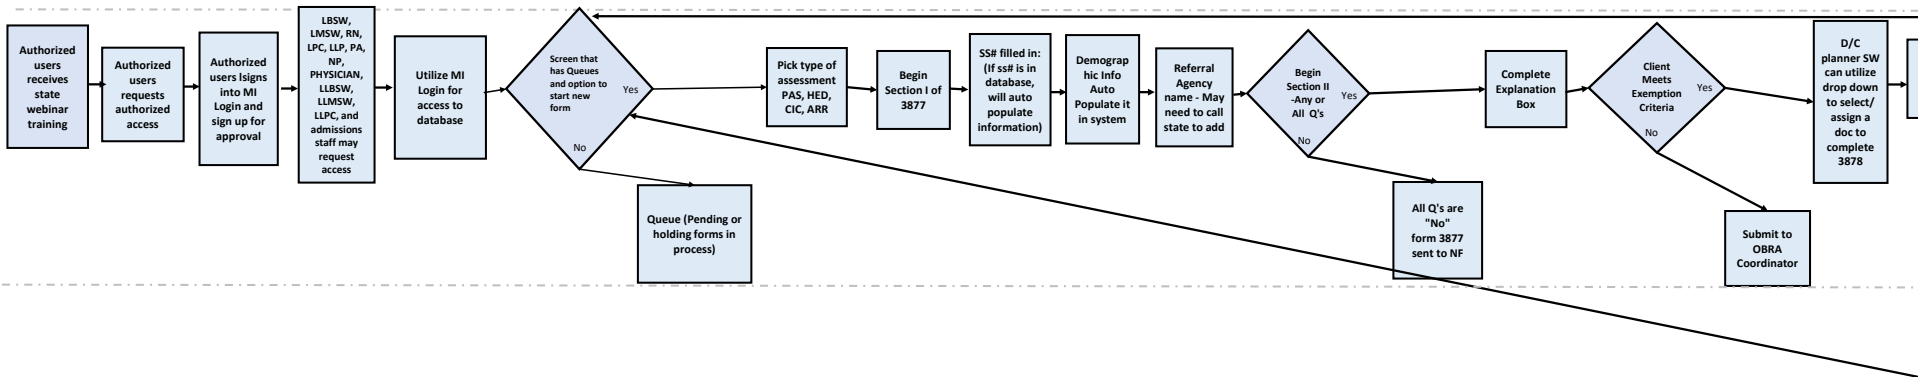 Authorized
users
receives
state
webinar
training
Authorized
users
requests
authorized
access
Authorized
users lsigns
into MI
Login and
sign up for
approval
LBSW,
LMSW, RN,
LPC, LLP, PA,
NP,
PHYSICIAN,
LLBSW,
LLMSW,
LLPC, and
admissions
staff may
request
access
Utilize MI
Login for
access to
database
Screen that
has Queues
and option to
start new
form
Yes
No
Queue (Pending or
holding forms in
process)
Pick type of
assessment
PAS, HED,
CIC, ARR
Begin
Section I of
3877
SS# filled in:
(If ss# is in
database,
will auto
populate
information)
Demograp
hic Info
Auto
Populate it
in system
Referral
Agency
name - May
need to call
state to add
Begin
Section II
-Any or
All Q's
Yes
No
All Q's are
"No"
form 3877
sent to NF
Complete
Explanation
Box
Client
Meets
Exemption
Criteria
Yes
No
Submit to
OBRA
Coordinator
D/C
planner SW
can utilize
drop down
to select/
assign a
doc to
complete
3878